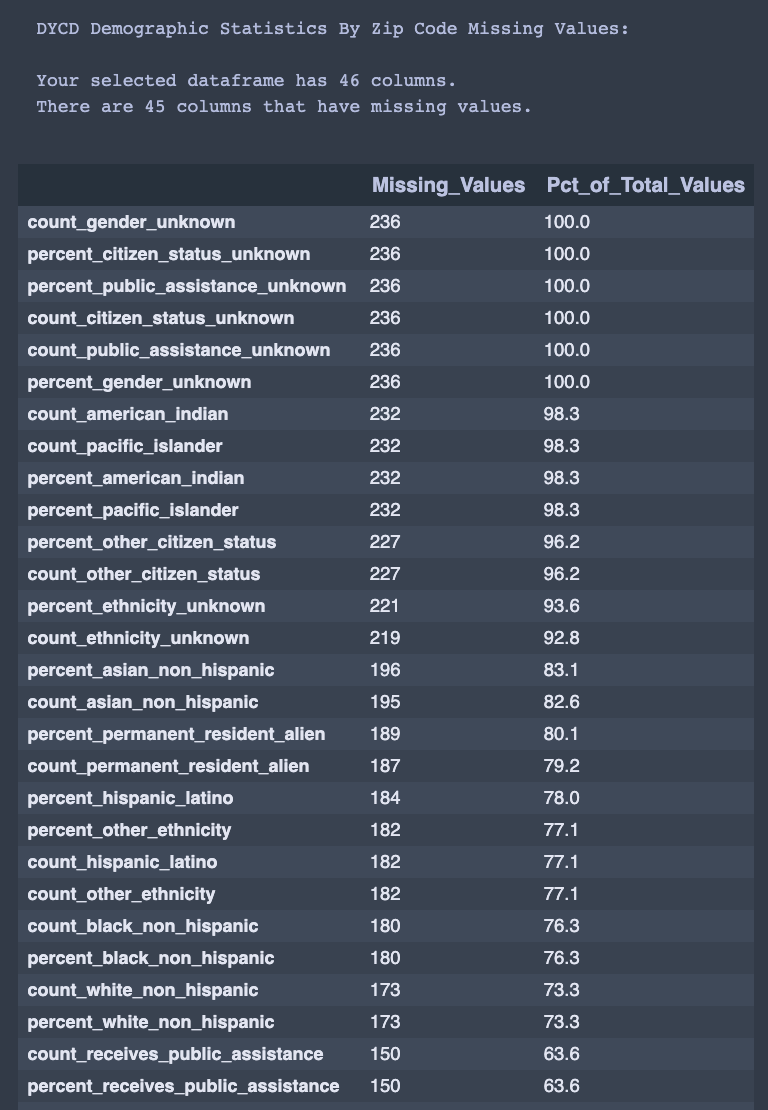 DYCD Demographic Statistics By Zip Code Missing Values:
Your selected dataframe has 46 columns.
There are 45 columns that have missing values.
Missing_Values Pct_of_Total_Values
count_gender_unknown 236 100.0
percent_citizen_status_unknown 236 100.0
percent_public_assistance_unknown 236 100.0
count_citizen_status_unknown 236 100.0
count_public_assistance_unknown 236 100.0
percent_gender_unknown 236 100.0
count_american_indian 232 98.3
count_pacific_islander 232 98.3
percent_american_indian 232 98.3
percent_pacific_islander 232 98.3
percent_other_citizen_status 227 96.2
count_other_citizen_status 227 96.2
percent_ethnicity_unknown 221 93.6
count_ethnicity_unknown 219 92.8
percent_asian_non_hispanic 196 83.1
count_asian_non_hispanic 195 82.6
percent_permanent_resident_alien 189 80.1
count_permanent_resident_alien 187 79.2
percent_hispanic_latino 184 78.0
percent_other_ethnicity 182 77.1
count_hispanic_latino 182 77.1
count_other_ethnicity 182 77.1
count_black_non_hispanic 180 76.3
percent_black_non_hispanic 180 76.3
count_white_non_hispanic 173 73.3
percent_white_non_hispanic 173 73.3
count_receives_public_assistance 150 63.6
percent_receives_public_assistance 150 63.6